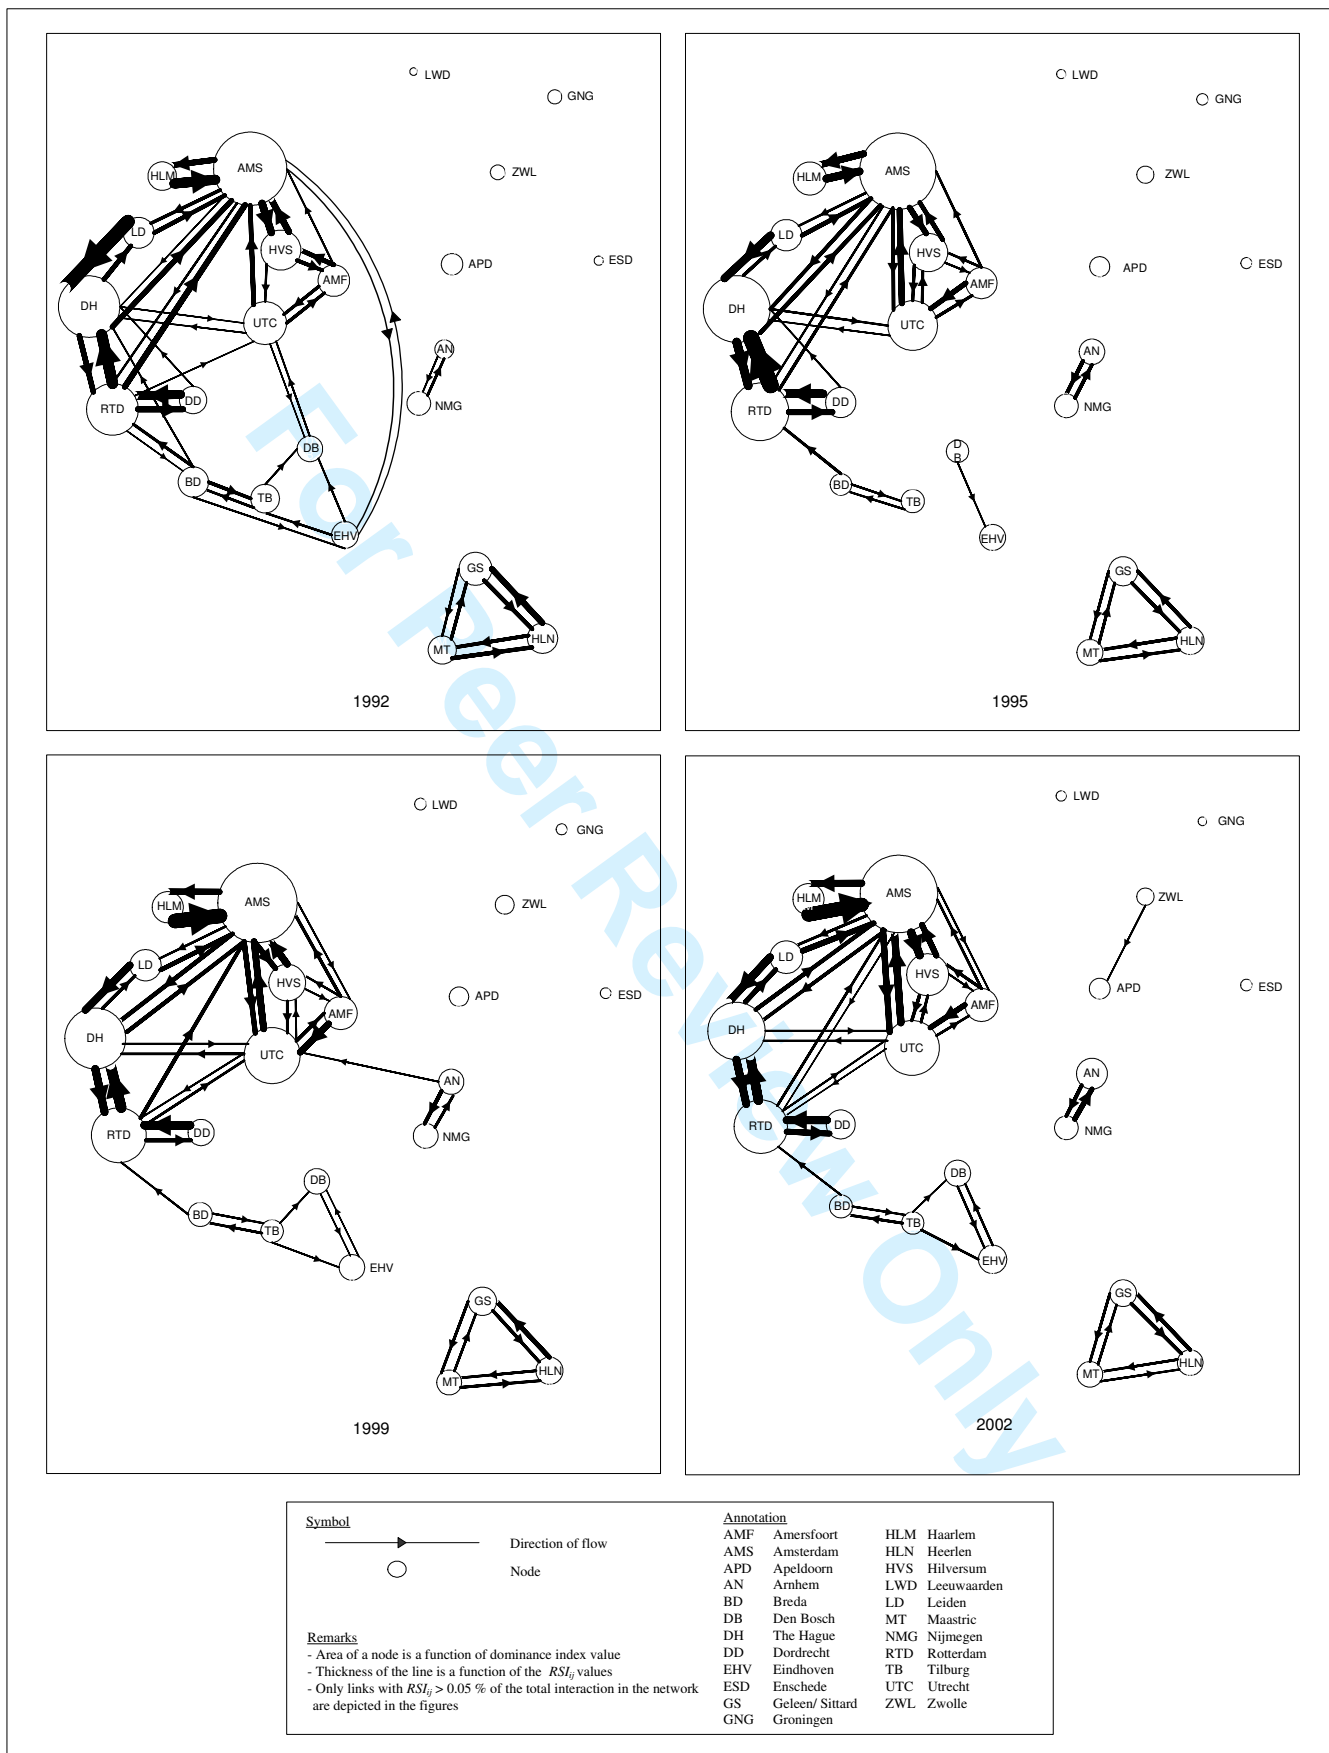 LWD
GNG
AMS
HLM
ZWL
LD
HVS
APD
ESD
AMF
DH
UTC
AN
RTD
DD
NMG
DB
BD
TB
EHV
GS
HLN
MT
1992
LWD
GNG
AMS
HLM
ZWL
LD
HVS
APD
ESD
AMF
DH
UTC
AN
RTD
DD
NMG
D
B
BD
TB
EHV
GS
HLN
MT
1995
LWD
GNG
AMS
HLM
ZWL
LD
HVS
APD
ESD
AMF
DH
UTC
AN
RTD
DD
NMG
DB
BD
TB
EHV
GS
HLN
MT
1999
LWD
GNG
AMS
HLM
ZWL
LD
HVS
APD
ESD
AMF
DH
UTC
AN
RTD
DD
NMG
DB
BD
TB
EHV
GS
HLN
MT
2002
For Peer Review Only
Symbol
Direction of flow
Node
Remarks
- Area of a node is a function of dominance index value
- Thickness of the line is a function of the RSIij values
- Only links with RSIij > 0.05 % of the total interaction in the network
are depicted in the figures
Annotation
AMF Amersfoort
AMS Amsterdam
APD Apeldoorn
AN Arnhem
BD Breda
DB Den Bosch
DH The Hague
DD Dordrecht
EHV Eindhoven
ESD Enschede
GS Geleen/ Sittard
GNG Groningen
HLM Haarlem
HLN Heerlen
HVS Hilversum
LWD Leeuwaarden
LD Leiden
MT Maastric
NMG Nijmegen
RTD Rotterdam
TB Tilburg
UTC Utrecht
ZWL Zwolle